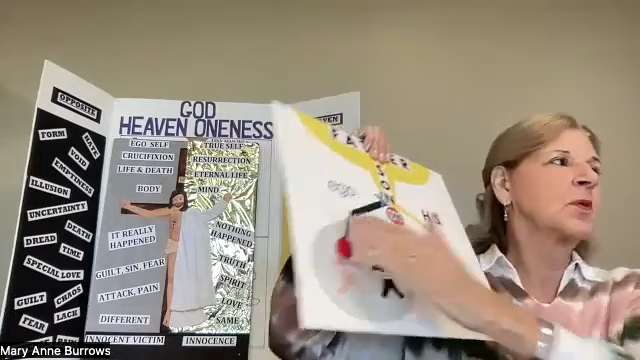 OPPOSITE
FORM
HATE
VOID
EMPTINESS
ILLUSION
UNCERTAINTY
DEATH
DREAD
TIME
SPECIAL LOVE
GUILT
CHAOS
LACK
FEAR
GOD
HEAVEN ONENESS
EGO SELF
CRUCIFIXION
LIFE & DEATH
BODY
IT REALLY
HAPPENED
GUILT, SIN, FEAR
ATTACK, PAIN
DIFFERENT
INNOCENT VICTIM
TRUE SELF
RESURRECTION
ETERNAL LIFE
MIND
NOTHING
HAPPENED
TRUTH
SPIRIT
LOVE
SAME
INNOCENCE
Mary Anne Burrows